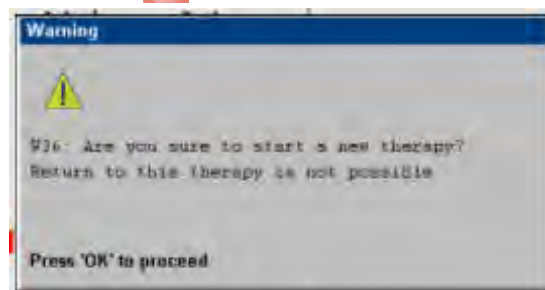 Warning
W36: Are you sure to start a new therapy?
Return to this therapy is not possible
Press 'OK' to proceed